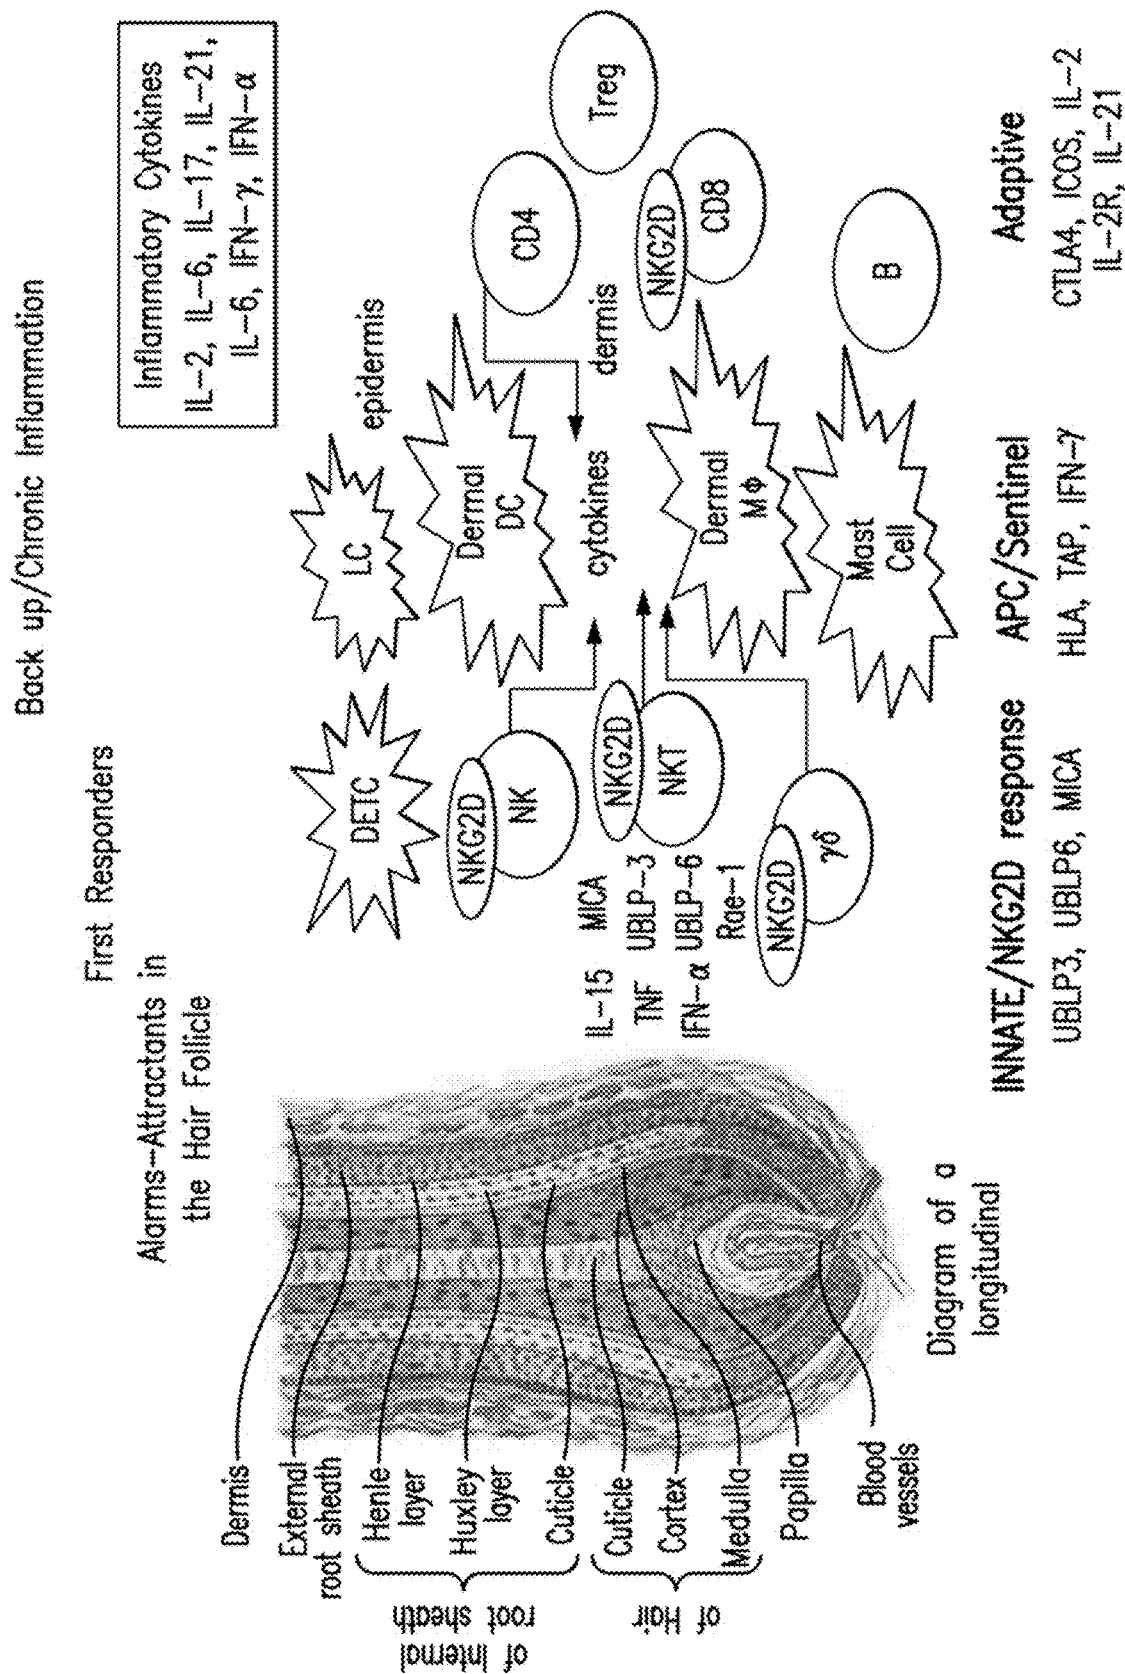 Back up/Chronic Inflammation
First Responders
Alarms-Attractants in
the Hair Follicle
Inflammatory Cytokines
IL-2, IL-6, IL-17, IL-21,
IL-6, IFN-γ, IFN-α
Dermis
External
root sheath
Henle
layer
Huxley
layer
Cuticle
of Internal
root sheath
Cuticle
Cortex
Medulla
of Hair
Papilla
Blood
vessels
Diagram of a
longitudinal
DETC
LC
epidermis
NKG2D
NK
Dermal
DC
CD4
IL-15
MICA
TNF
UBLP-3
IFN-α
UBLP-6
Rae-1
NKG2D
NKT
cytokines
dermis
Treg
NKG2D
γδ
Dermal
MΦ
NKG2D
CD8
Mast
Cell
B
INNATE/NKG2D response
UBLP3, UBLP6, MICA
APC/Sentinel
HLA, TAP, IFN-γ
Adaptive
CTLA4, ICOS, IL-2
IL-2R, IL-21